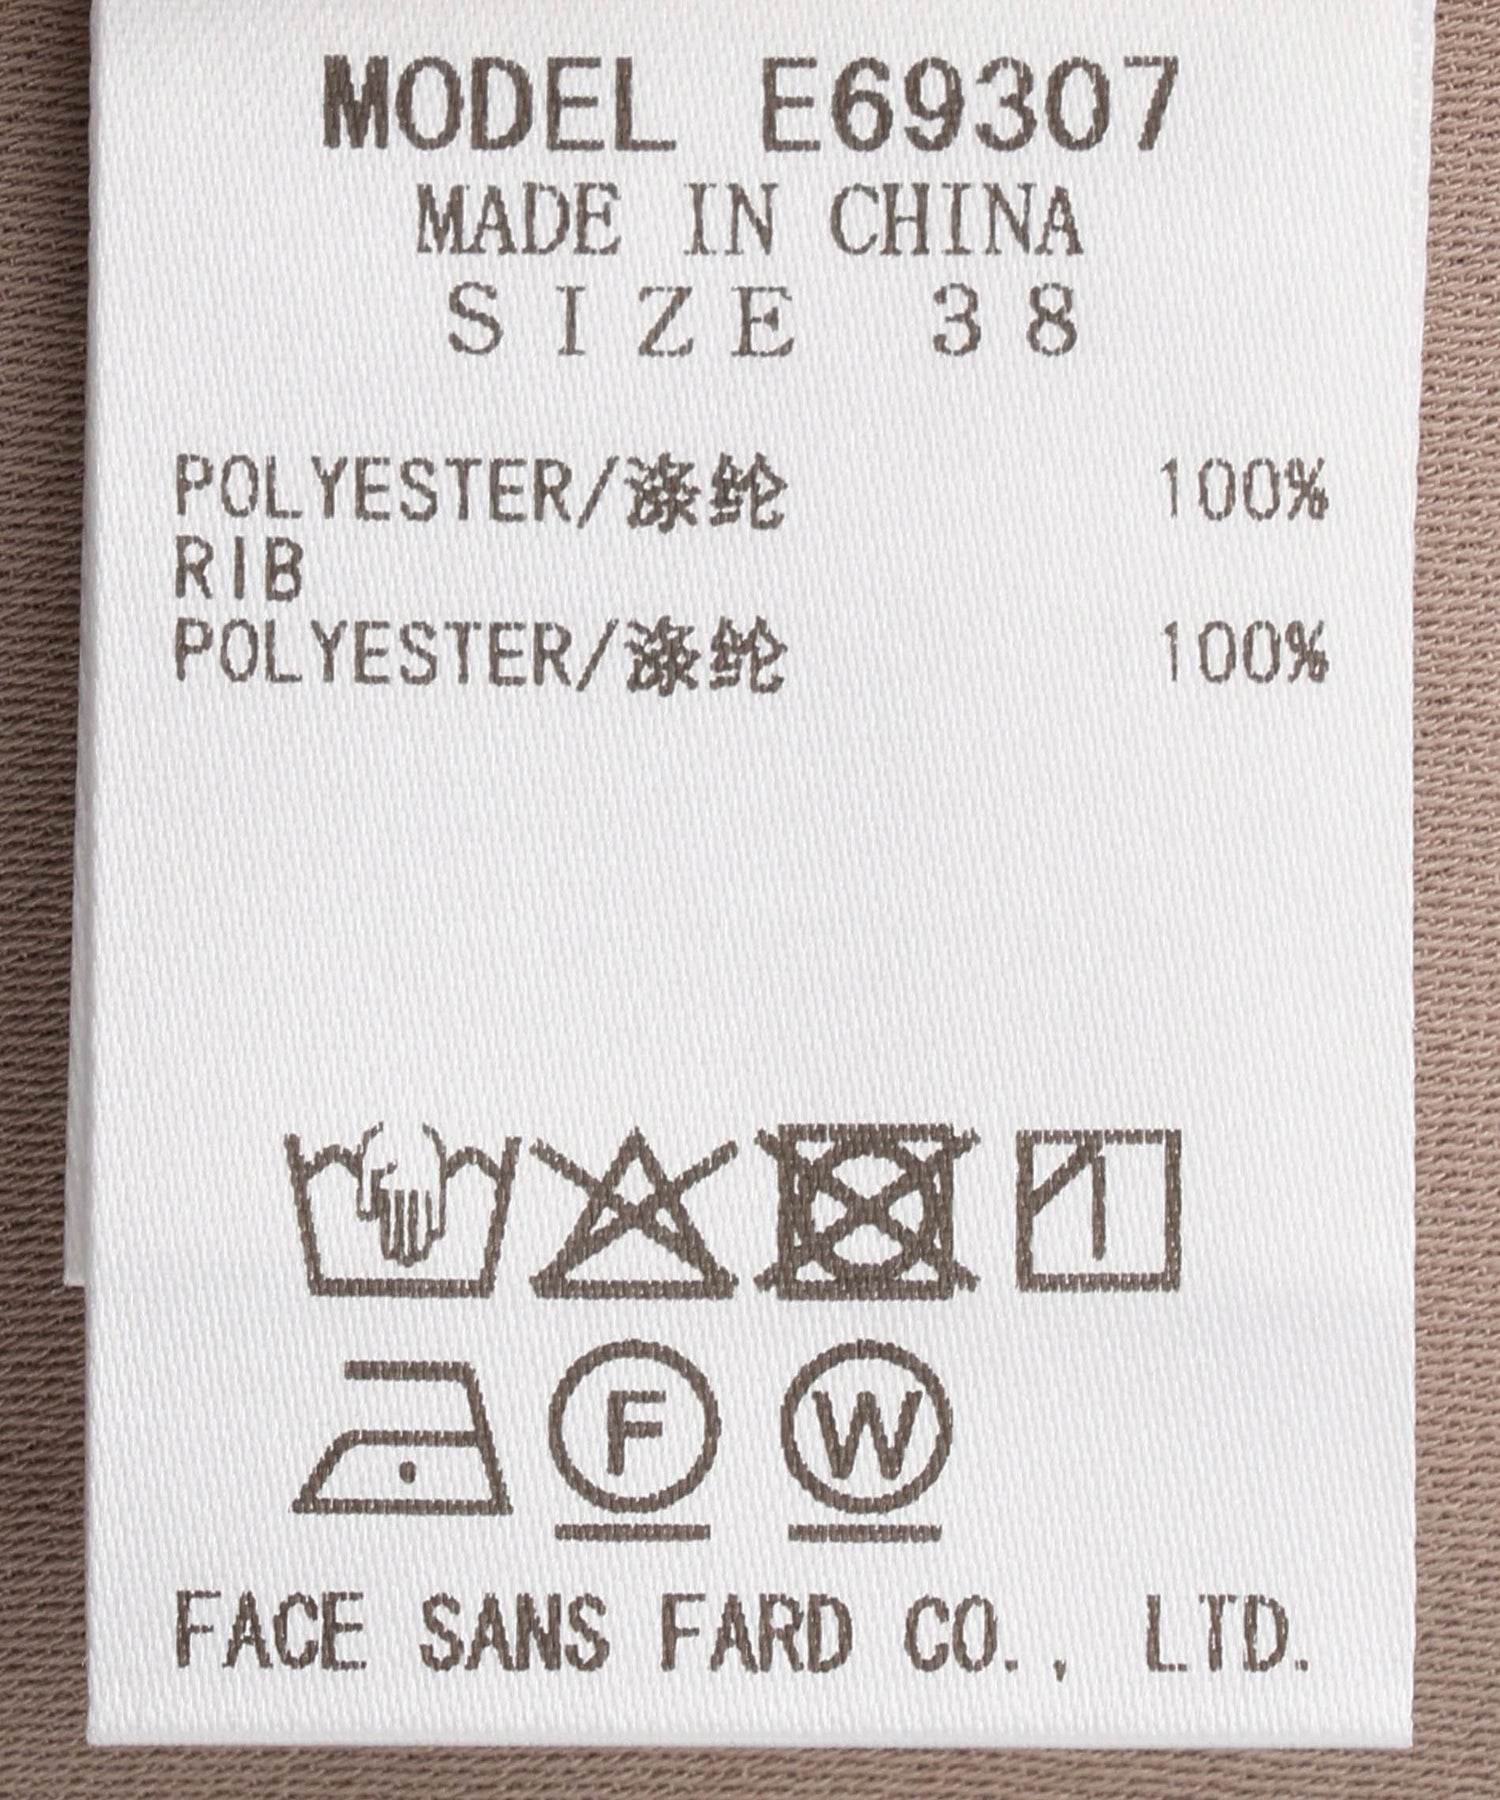 MODEL E69307
MADE IN CHINA
SIZE 38
POLYESTER/涤纶 100%
RIB
POLYESTER/涤纶 100%
F W
FACE SANS FARD CO., LTD.